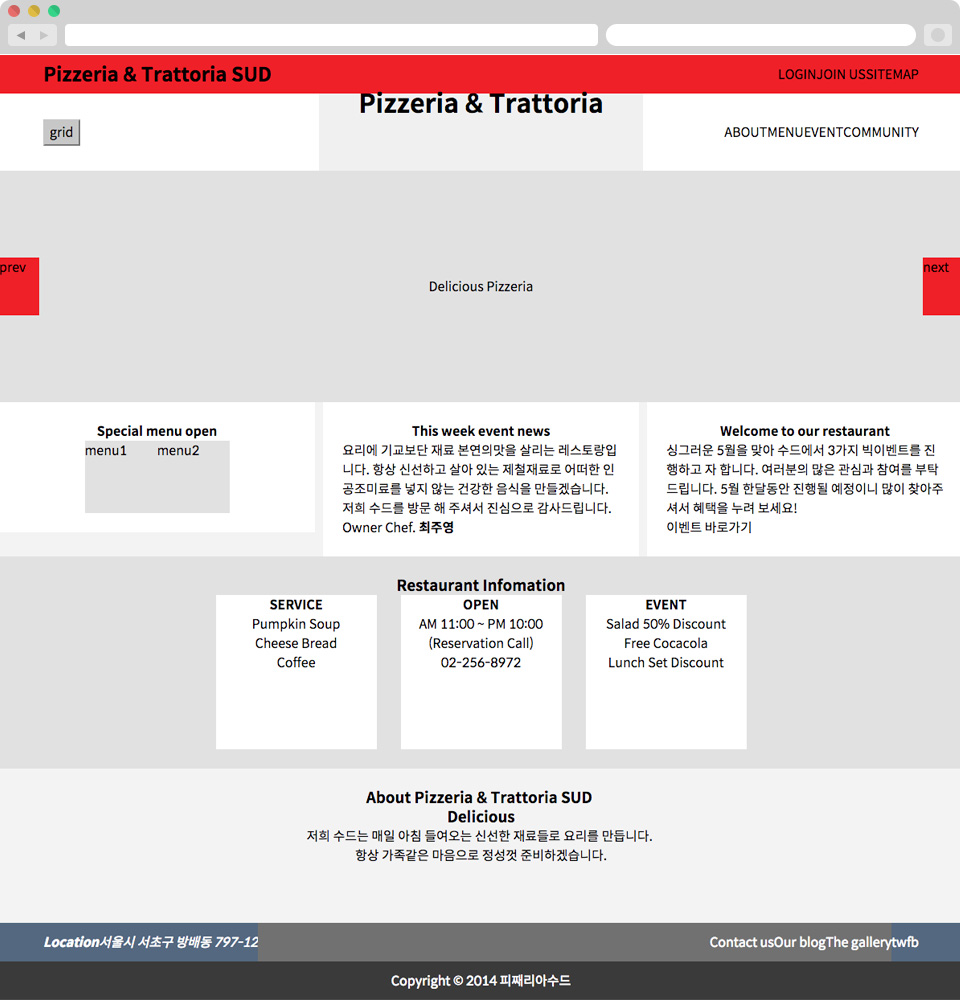 Pizzeria & Trattoria SUD
LOGINJOIN USSITEMAP
Pizzeria & Trattoria
grid
ABOUTMENUEVENTCOMMUNITY
prev
Delicious Pizzeria
next
Special menu open
menu1 menu2
This week event news
요리에 기교보단 재료 본연의맛을 살리는 레스토랑입
니다. 항상 신선하고 살아 있는 제철재료로 어떠한 인
공조미료를 넣지 않는 건강한 음식을 만들겠습니다.
저희 수드를 방문 해 주셔서 진심으로 감사드립니다.
Owner Chef. 최주영
Welcome to our restaurant
싱그러운 5월을 맞아 수드에서 3가지 빅이벤트를 진
행하고 자 합니다. 여러분의 많은 관심과 참여를 부탁
드립니다. 5월 한달동안 진행될 예정이니 많이 찾아주
셔서 혜택을 누려 보세요!
이벤트 바로가기
Restaurant Infomation
SERVICE
Pumpkin Soup
Cheese Bread
Coffee
OPEN
AM 11:00 ~ PM 10:00
(Reservation Call)
02-256-8972
EVENT
Salad 50% Discount
Free Cocacola
Lunch Set Discount
About Pizzeria & Trattoria SUD
Delicious
저희 수드는 매일 아침 들여오는 신선한 재료들로 요리를 만듭니다.
항상 가족같은 마음으로 정성껏 준비하겠습니다.
Location서울시 서초구 방배동 797-12
Contact usOur blogThe gallerytwfb
Copyright © 2014 피째리아수드